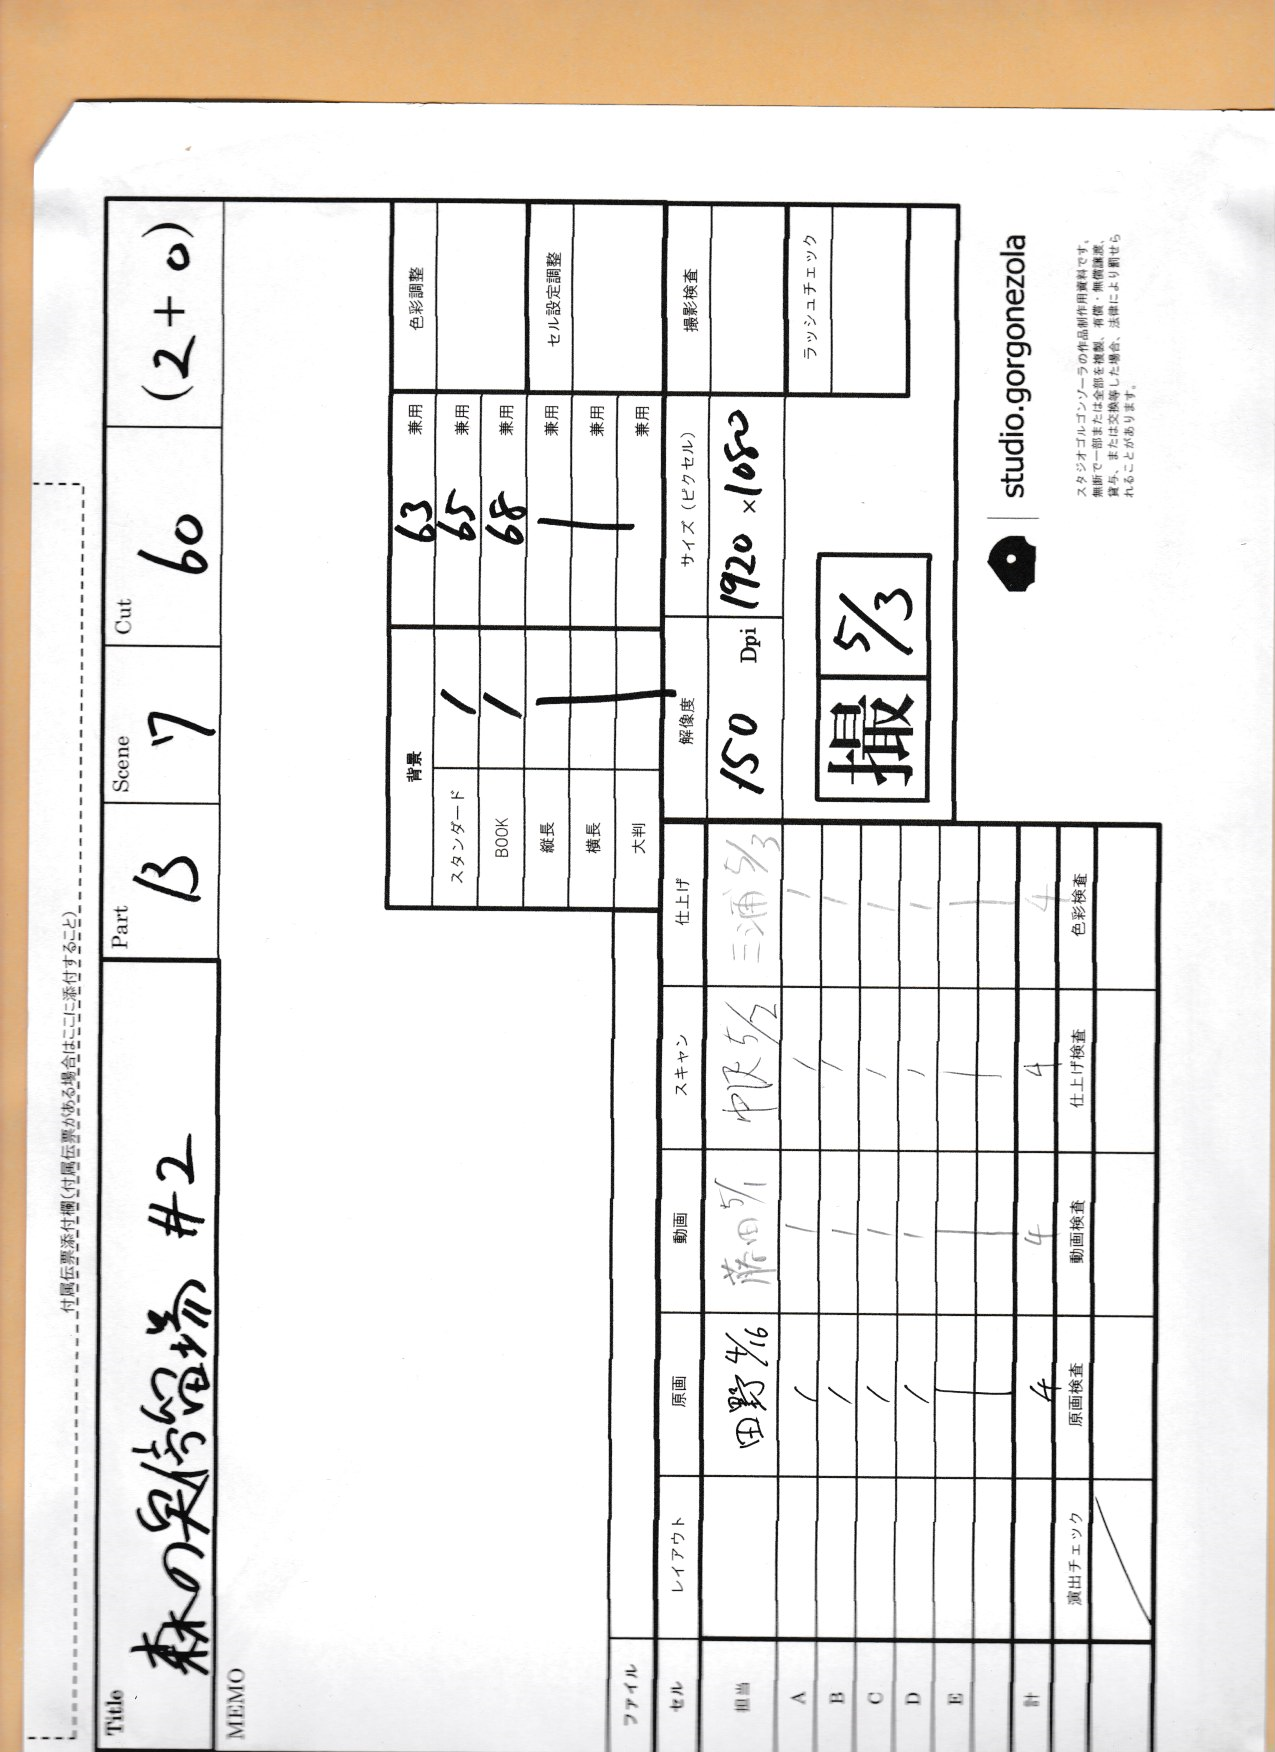 付属伝票添付欄(付属伝票がある場合はここに添付すること)
Title
Part B
Scene 7
Cut 60
(2+0)
森の異 留場 #2
MEMO
背景
63 兼用
色彩調整
スタンダード 1 65 兼用
BOOK 1 68 兼用
縦長 兼用
セル設定調整
横長 兼用
大判 兼用
ファイル
セル レイアウト 原画 動画 スキャン 仕上げ
解像度
サイズ(ピクセル)
撮影検査
担当 田野 4/16 藤田 5/1 中沢 5/2 三浦 5/3
150 Dpi
1920 ×1080
A / / / /
B / / / /
C / / / /
D / / / /
E
計 4 4 4 4
撮 5/3
ラッシュチェック
演出チェック 原画検査 動画検査 仕上げ検査 色彩検査
studio.gorgonezola
スタジオゴルゴンゾーラの作品制作用資料です。
無断で一部または全部を複製、有償・無償譲渡、
貸与、または交換等した場合、法律により罰せら
れることがあります。